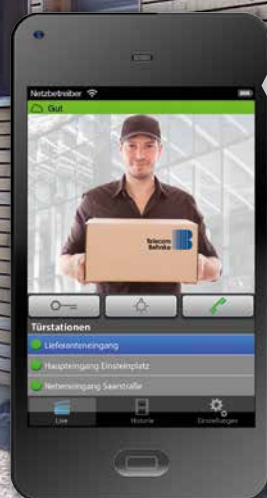 Netzbetreiber
Gut
Telecom
Behnke
Türstationen
Lieferanteneingang
Haupteingang Einsteinplatz
Nebeneingang Saarstraße
Live
Historie
Einstellungen